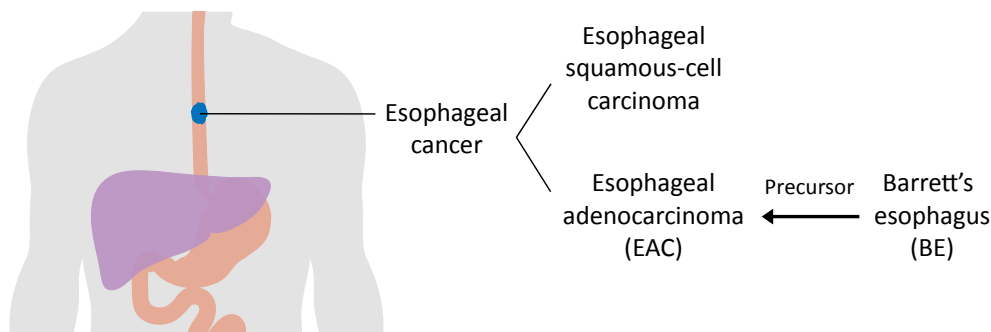 Esophageal
cancer
Esophageal
squamous-cell
carcinoma
Esophageal
adenocarcinoma
(EAC)
Precursor
Barrett’s
esophagus
(BE)